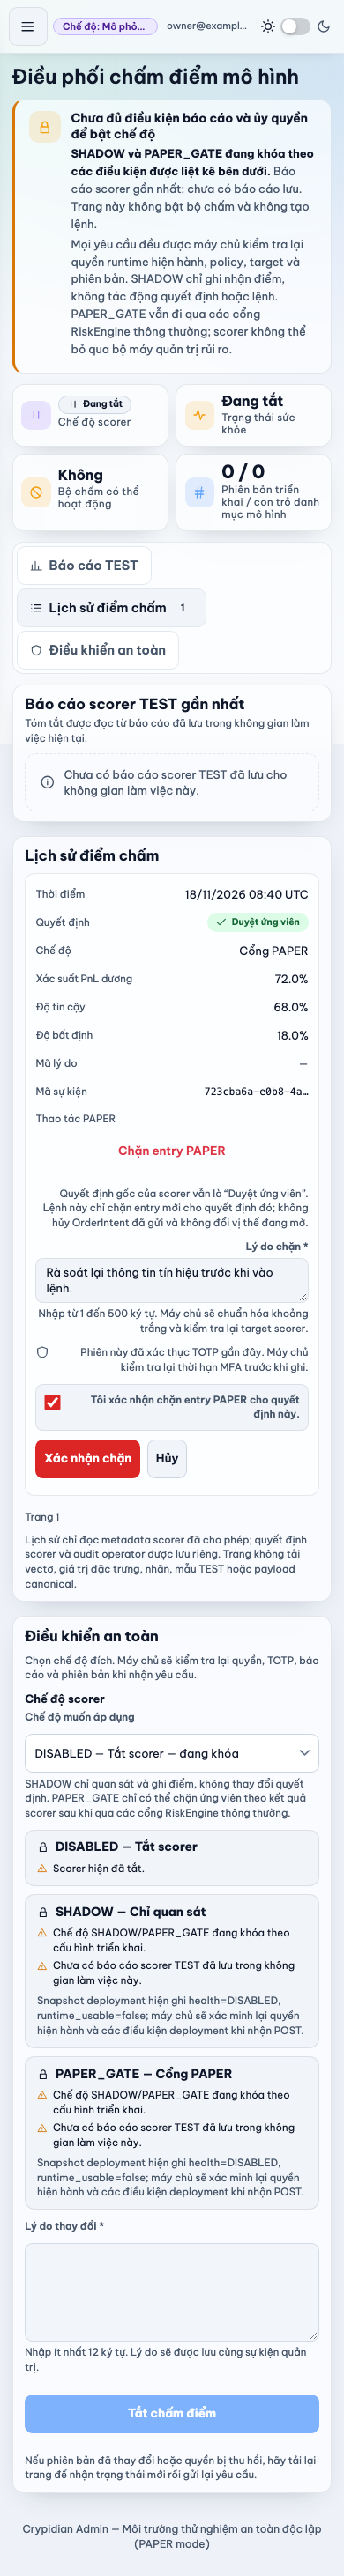 Chế độ: Mô phỏ...
owner@exampl...
Điều phối chấm điểm mô hình
Chưa đủ điều kiện báo cáo và ủy quyền
để bật chế độ
SHADOW và PAPER_GATE đang khóa theo
các điều kiện được liệt kê bên dưới. Báo
cáo scorer gần nhất: chưa có báo cáo lưu.
Trang này không bật bộ chấm và không tạo
lệnh.
Mọi yêu cầu đều được máy chủ kiểm tra lại
quyền runtime hiện hành, policy, target và
phiên bản. SHADOW chỉ ghi nhận điểm,
không tác động quyết định hoặc lệnh.
PAPER_GATE vẫn đi qua các cổng
RiskEngine thông thường; scorer không thể
bỏ qua bộ máy quản trị rủi ro.
Đang tắt
Chế độ scorer
Đang tắt
Trạng thái sức
khỏe
Không
Bộ chấm có thể
hoạt động
0 / 0
Phiên bản triển
khai / con trỏ danh
mục mô hình
Báo cáo TEST
Lịch sử điểm chấm 1
Điều khiển an toàn
Báo cáo scorer TEST gần nhất
Tóm tắt được đọc từ báo cáo đã lưu trong không gian làm
việc hiện tại.
Chưa có báo cáo scorer TEST đã lưu cho
không gian làm việc này.
Lịch sử điểm chấm
Thời điểm 18/11/2026 08:40 UTC
Quyết định Duyệt ứng viên
Chế độ Cổng PAPER
Xác suất PnL dương 72.0%
Độ tin cậy 68.0%
Độ bất định 18.0%
Mã lý do —
Mã sự kiện 723cba6a—e0b8—4a...
Thao tác PAPER
Chặn entry PAPER
Quyết định gốc của scorer vẫn là “Duyệt ứng viên”.
Lệnh này chỉ chặn entry mới cho quyết định đó; không
hủy OrderIntent đã gửi và không đổi vị thế đang mở.
Lý do chặn *
Rà soát lại thông tin tín hiệu trước khi vào
lệnh.
Nhập từ 1 đến 500 ký tự. Máy chủ sẽ chuẩn hóa khoảng
trắng và kiểm tra lại target scorer.
Phiên này đã xác thực TOTP gần đây. Máy chủ
kiểm tra lại thời hạn MFA trước khi ghi.
Tôi xác nhận chặn entry PAPER cho quyết
định này.
Xác nhận chặn Hủy
Trang 1
Lịch sử chỉ đọc metadata scorer đã cho phép; quyết định
scorer và audit operator được lưu riêng. Trang không tải
vectơ, giá trị đặc trưng, nhãn, mẫu TEST hoặc payload
canonical.
Điều khiển an toàn
Chọn chế độ đích. Máy chủ sẽ kiểm tra lại quyền, TOTP, báo
cáo và phiên bản khi nhận yêu cầu.
Chế độ scorer
Chế độ muốn áp dụng
DISABLED — Tắt scorer — đang khóa
SHADOW chỉ quan sát và ghi điểm, không thay đổi quyết
định. PAPER_GATE chỉ có thể chặn ứng viên theo kết quả
scorer sau khi qua các cổng RiskEngine thông thường.
DISABLED — Tắt scorer
Scorer hiện đã tắt.
SHADOW — Chỉ quan sát
Chế độ SHADOW/PAPER_GATE đang khóa theo
cấu hình triển khai.
Chưa có báo cáo scorer TEST đã lưu trong không
gian làm việc này.
Snapshot deployment hiện ghi health=DISABLED,
runtime_usable=false; máy chủ sẽ xác minh lại quyền
hiện hành và các điều kiện deployment khi nhận POST.
PAPER_GATE — Cổng PAPER
Chế độ SHADOW/PAPER_GATE đang khóa theo
cấu hình triển khai.
Chưa có báo cáo scorer TEST đã lưu trong không
gian làm việc này.
Snapshot deployment hiện ghi health=DISABLED,
runtime_usable=false; máy chủ sẽ xác minh lại quyền
hiện hành và các điều kiện deployment khi nhận POST.
Lý do thay đổi *
Nhập ít nhất 12 ký tự. Lý do sẽ được lưu cùng sự kiện quản
trị.
Tắt chấm điểm
Nếu phiên bản đã thay đổi hoặc quyền bị thu hồi, hãy tải lại
trang để nhận trạng thái mới rồi gửi lại yêu cầu.
Crypidian Admin — Môi trường thử nghiệm an toàn độc lập
(PAPER mode)